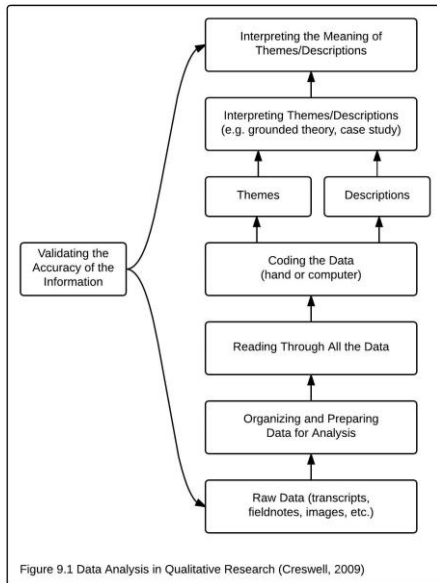 Interpreting the Meaning of
Themes/Descriptions
Interpreting Themes/Descriptions
(e.g. grounded theory, case study)
Themes
Descriptions
Validating the
Accuracy of the
Information
Coding the Data
(hand or computer)
Reading Through All the Data
Organizing and Preparing
Data for Analysis
Raw Data (transcripts,
fieldnotes, images, etc.)
Figure 9.1 Data Analysis in Qualitative Research (Creswell, 2009)